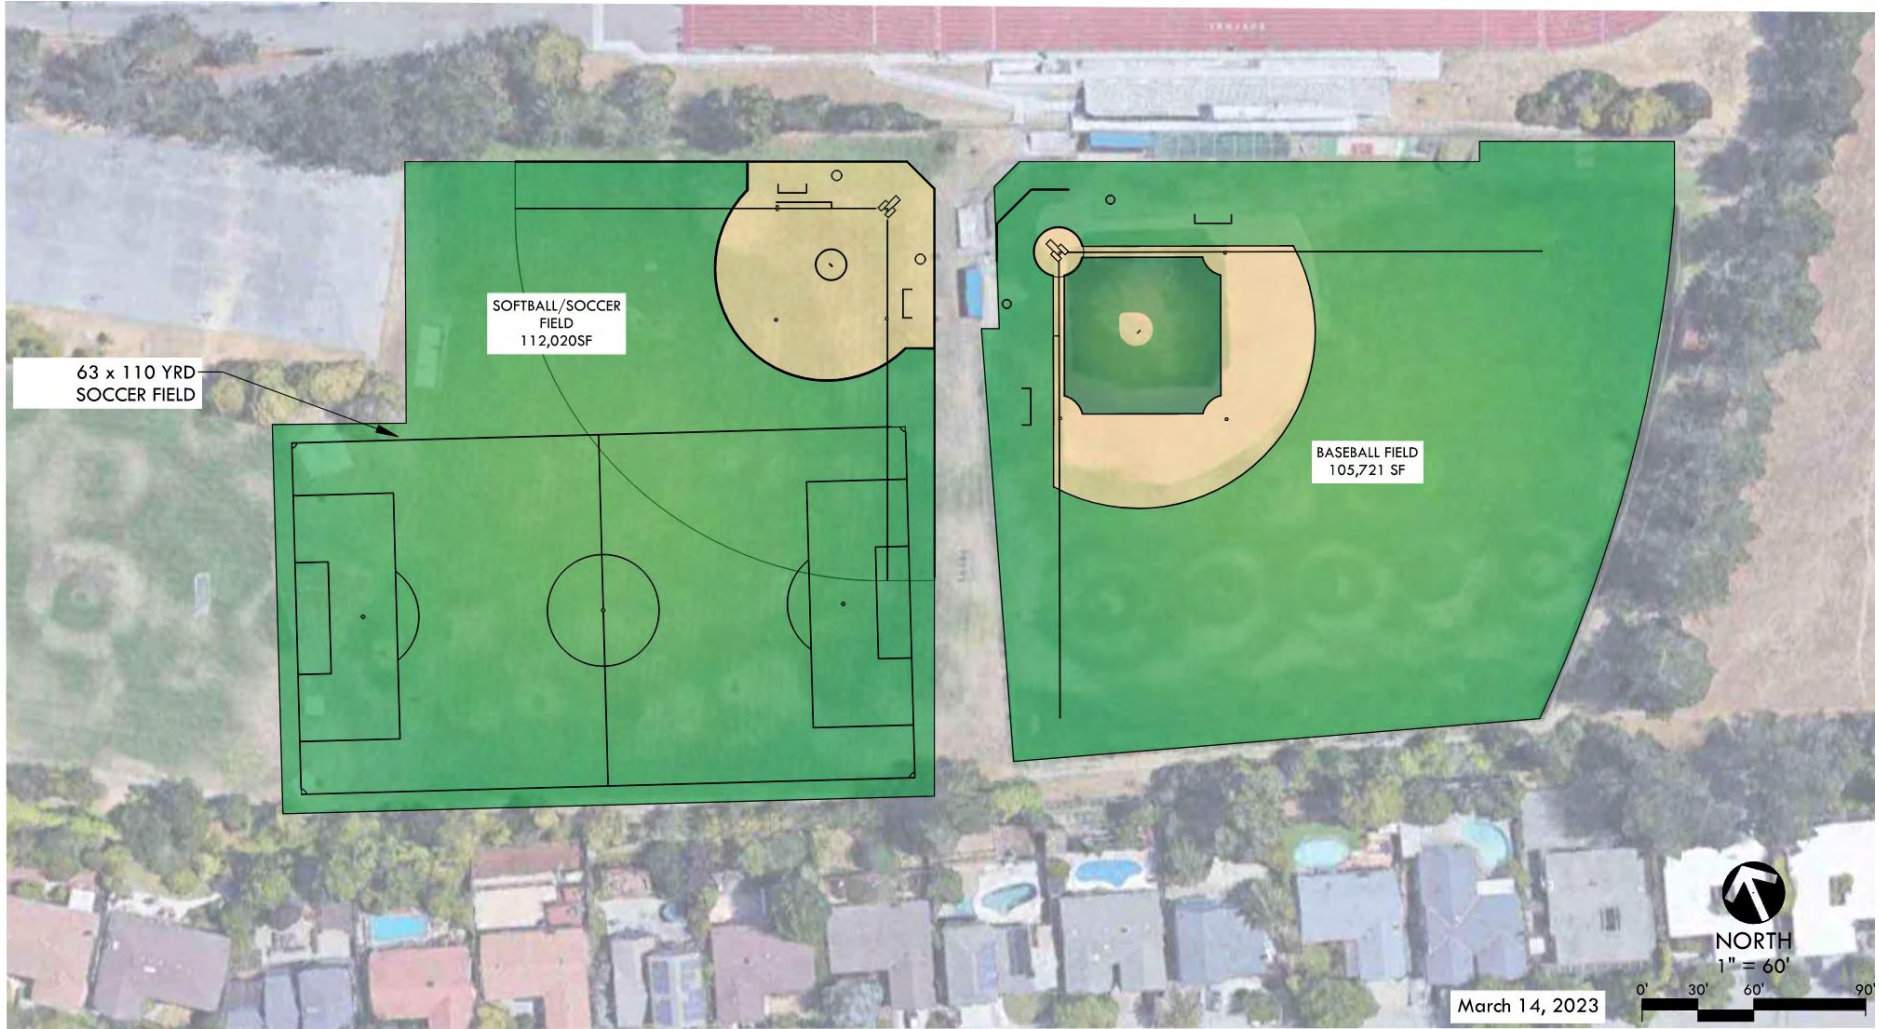 SOFTBALL/SOCCER
FIELD
112,020SF
63 x 110 YRD
SOCCER FIELD
BASEBALL FIELD
105,721 SF
NORTH
1" = 60'
0' 30' 60' 90'
March 14, 2023